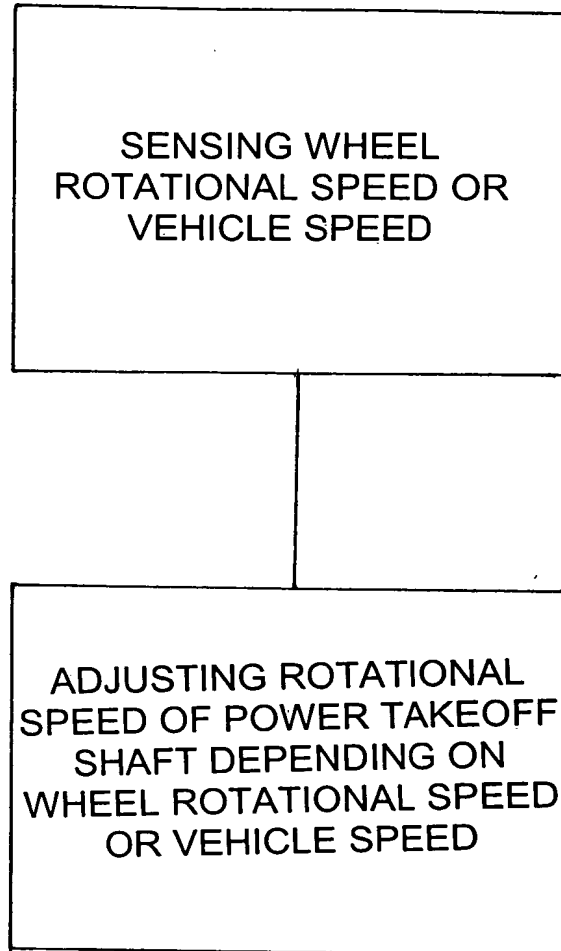 SENSING WHEEL
ROTATIONAL SPEED OR
VEHICLE SPEED
ADJUSTING ROTATIONAL
SPEED OF POWER TAKEOFF
SHAFT DEPENDING ON
WHEEL ROTATIONAL SPEED
OR VEHICLE SPEED